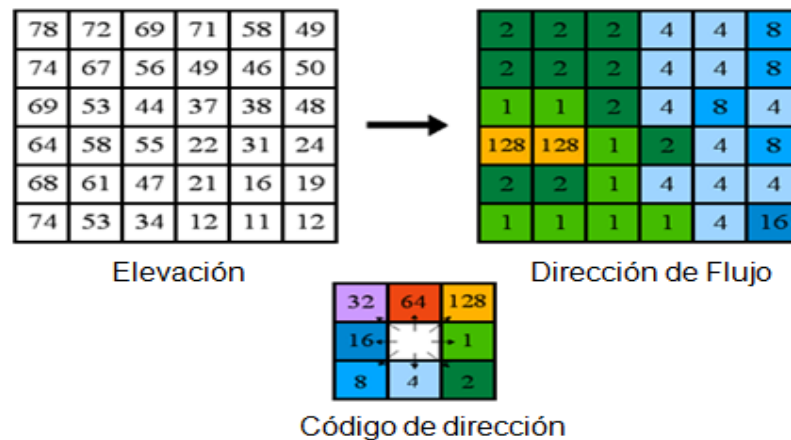 78 72 69 71 58 49 2 2 2 4 4 8
74 67 56 49 46 50 2 2 2 4 4 8
69 53 44 37 38 48 1 1 2 4 8 4
64 58 55 22 31 24 128 128 1 2 4 8
68 61 47 21 16 19 2 2 1 4 4 4
74 53 34 12 11 12 1 1 1 1 4 16
Elevación Dirección de Flujo
32 64 128
16 1
8 4 2
Código de dirección